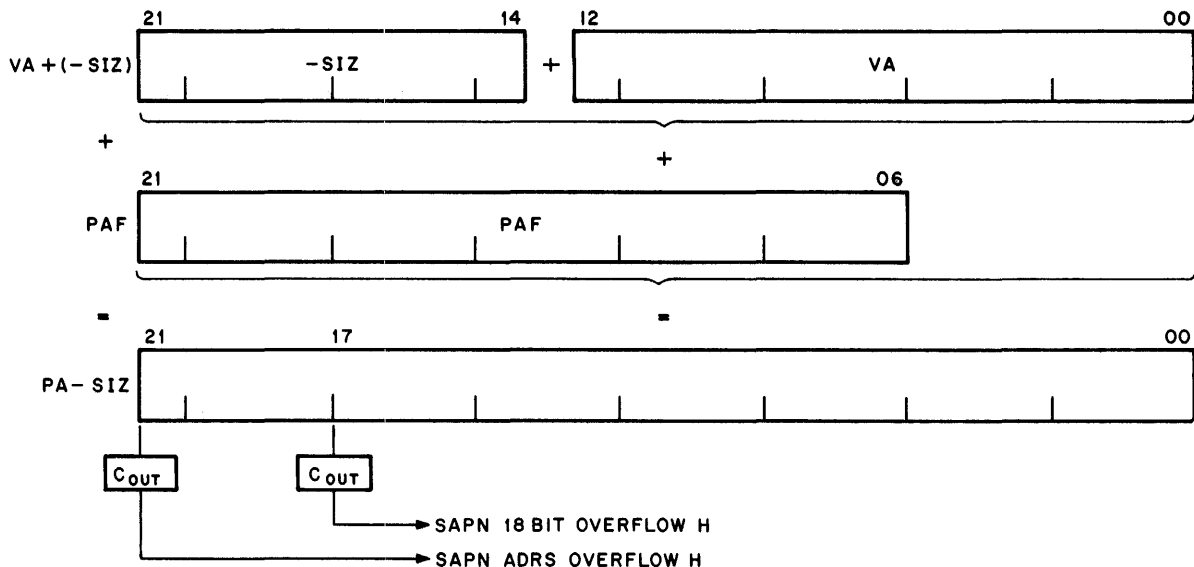 21 14 12 00
VA+(-SIZ) -SIZ + VA
+ +
21 06
PAF PAF
= =
21 17 00
PA-SIZ
COUT COUT
SAPN 18 BIT OVERFLOW H
SAPN ADRS OVERFLOW H